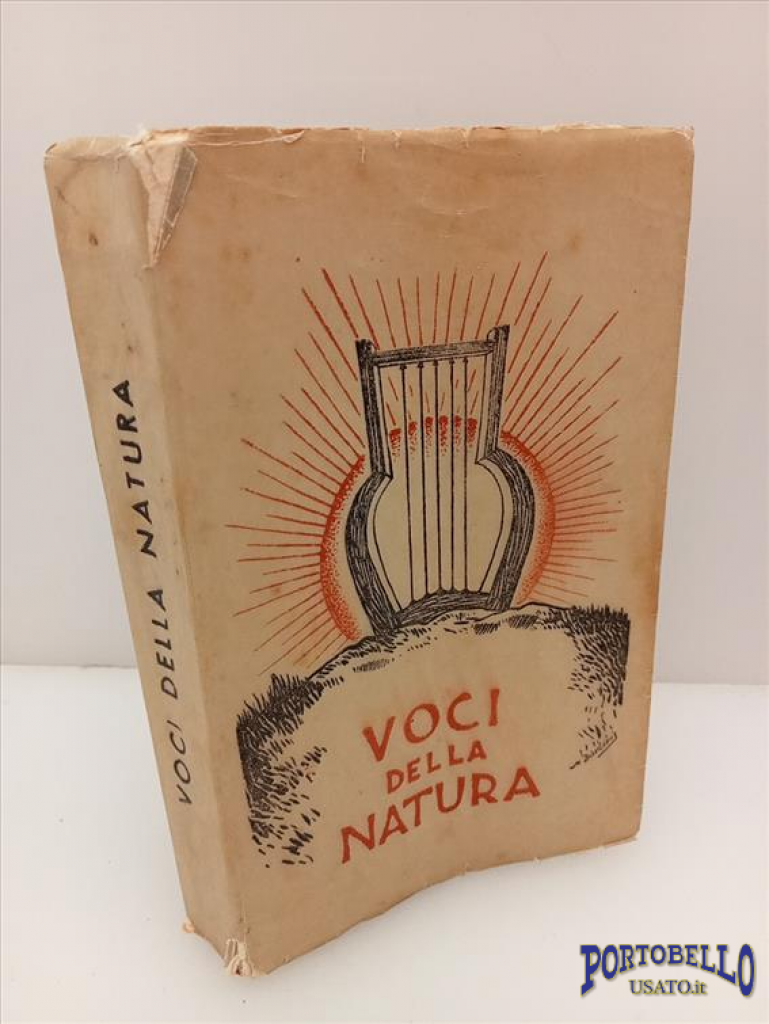 VOCI DELLA NATURA
VOCI
DELLA
NATURA
PORTOBELLO
USATO.it